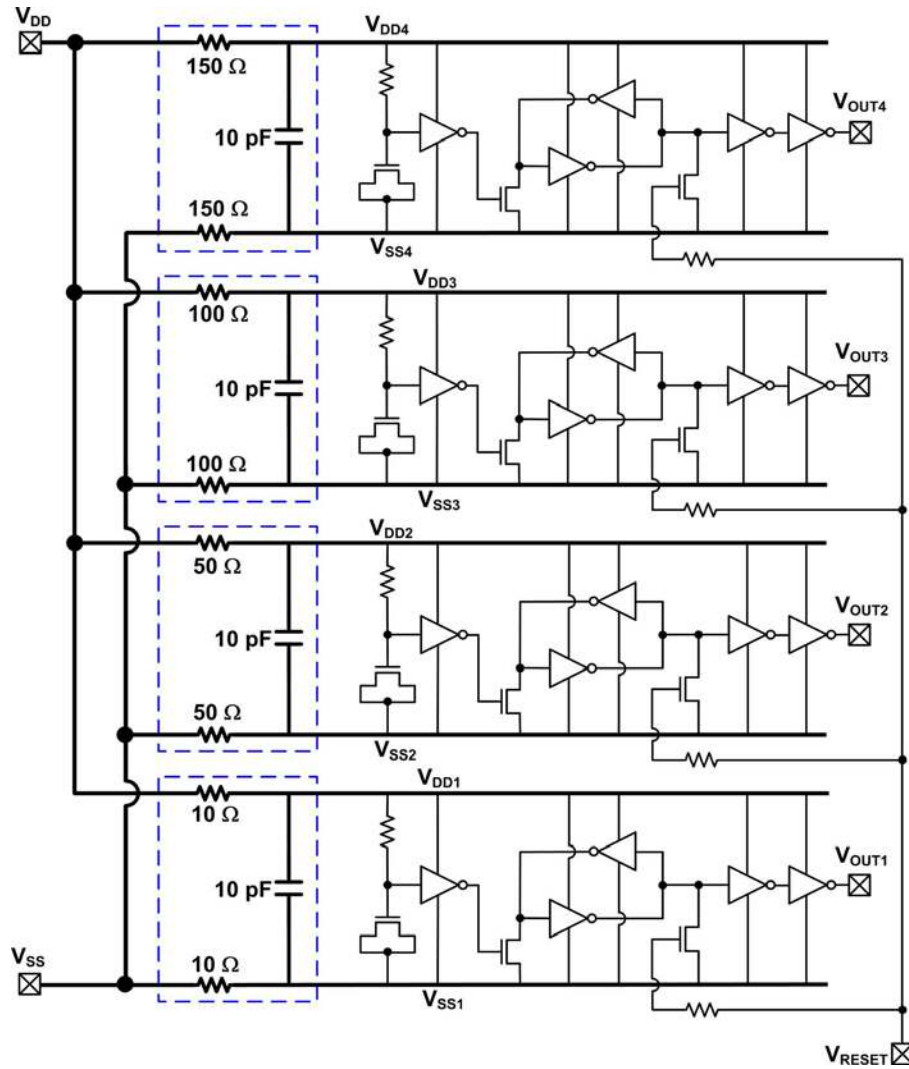 VDD
VDD4
150 Ω
10 pF
VOUT4
150 Ω
VSS4
VDD3
100 Ω
10 pF
VOUT3
100 Ω
VSS3
VDD2
50 Ω
10 pF
VOUT2
50 Ω
VSS2
VDD1
10 Ω
10 pF
VOUT1
VSS
10 Ω
VSS1
VRESET